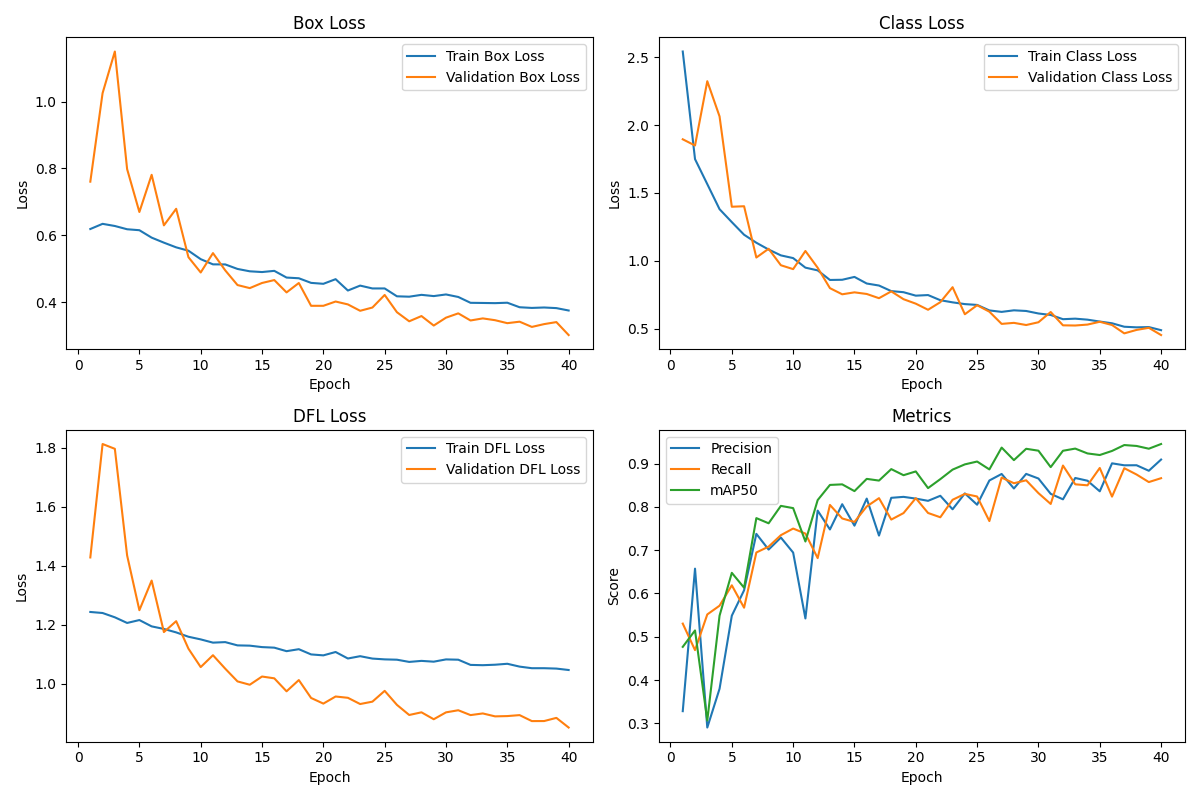 Box Loss
Train Box Loss
Validation Box Loss
Loss
1.0
0.8
0.6
0.4
0 5 10 15 20 25 30 35 40
Epoch
Class Loss
Train Class Loss
Validation Class Loss
Loss
2.5
2.0
1.5
1.0
0.5
0 5 10 15 20 25 30 35 40
Epoch
DFL Loss
Train DFL Loss
Validation DFL Loss
Loss
1.8
1.6
1.4
1.2
1.0
0 5 10 15 20 25 30 35 40
Epoch
Metrics
Precision
Recall
mAP50
Score
0.9
0.8
0.7
0.6
0.5
0.4
0.3
0 5 10 15 20 25 30 35 40
Epoch